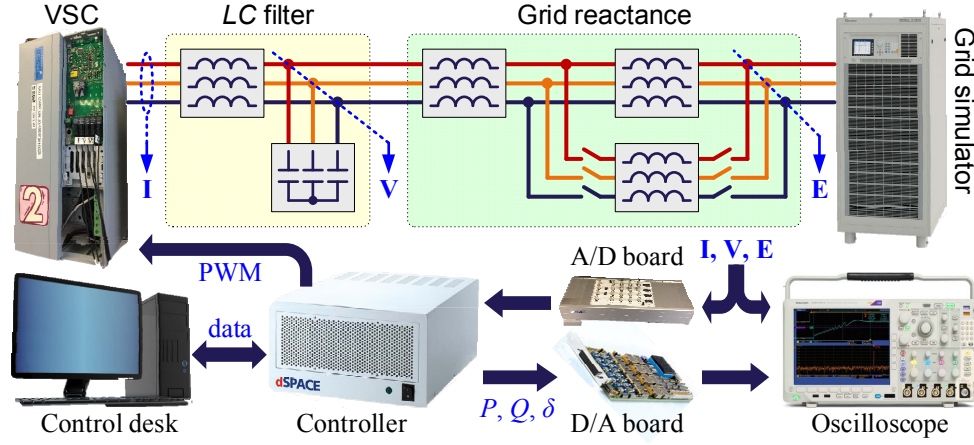 VSC
LC filter
Grid reactance
Grid simulator
I
V
E
2
PWM
A/D board
I, V, E
data
dSPACE
P, Q, δ
Control desk
Controller
D/A board
Oscilloscope